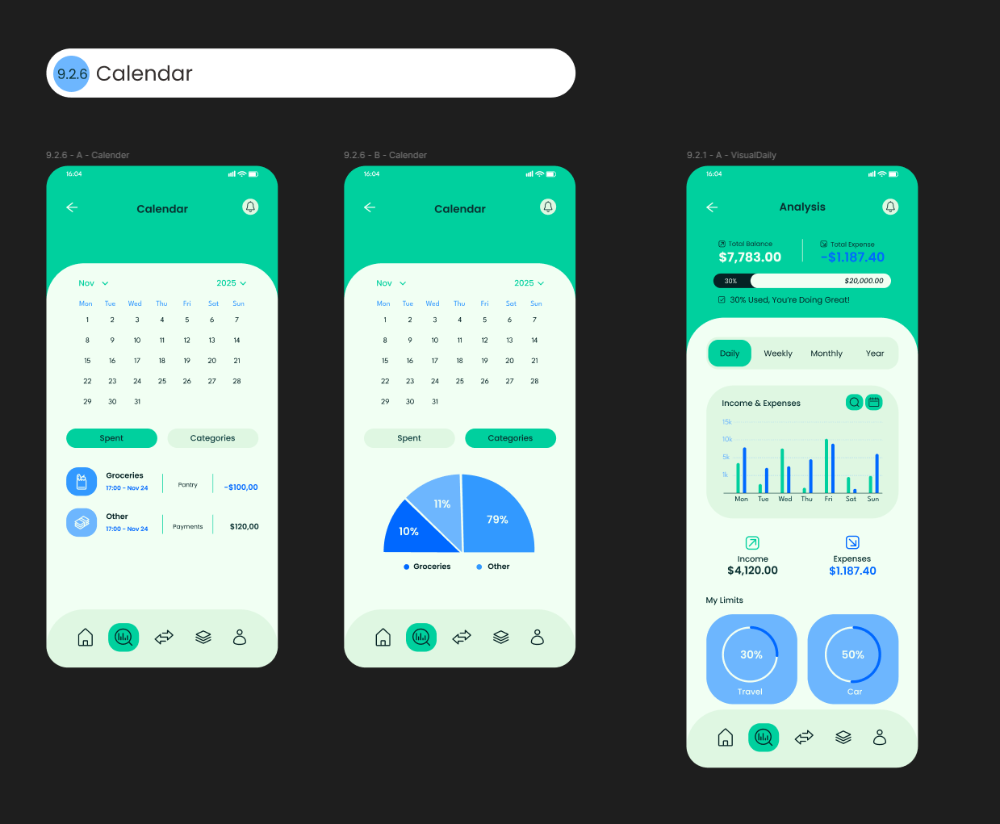 9.2.6 Calendar
9.2.6 - A - Calender
16:04
Calendar
Nov 2025
Mon Tue Wed Thu Fri Sat Sun
1 2 3 4 5 6 7
8 9 10 11 12 13 14
15 16 17 18 19 20 21
22 23 24 25 26 27 28
29 30 31
Spent Categories
Groceries
17:00 - Nov 24
Pantry
-$100,00
Other
17:00 - Nov 24
Payments
$120,00
9.2.6 - B - Calender
16:04
Calendar
Nov 2025
Mon Tue Wed Thu Fri Sat Sun
1 2 3 4 5 6 7
8 9 10 11 12 13 14
15 16 17 18 19 20 21
22 23 24 25 26 27 28
29 30 31
Spent Categories
11%
79%
10%
Groceries Other
9.2.1 - A - VisualDaily
16:04
Analysis
Total Balance Total Expense
$7,783.00 -$1.187.40
30% $20,000.00
30% Used, You're Doing Great!
Daily Weekly Monthly Year
Income & Expenses
15k
10k
5k
1k
Mon Tue Wed Thu Fri Sat Sun
Income Expenses
$4,120.00 $1.187.40
My Limits
30% 50%
Travel Car